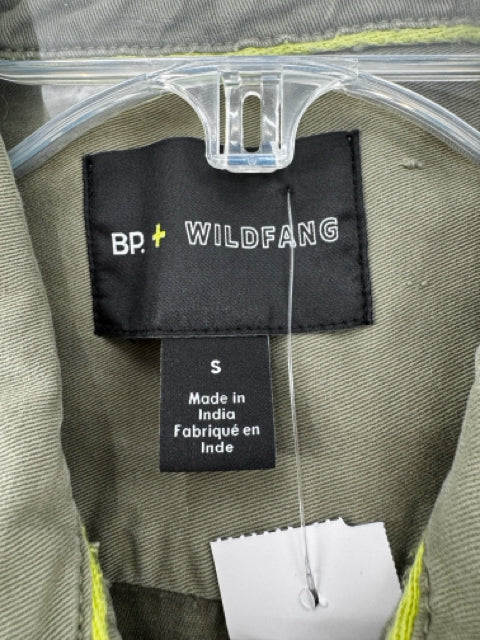 BP. + WILDFANG
S
Made in
India
Fabriqué en
Inde